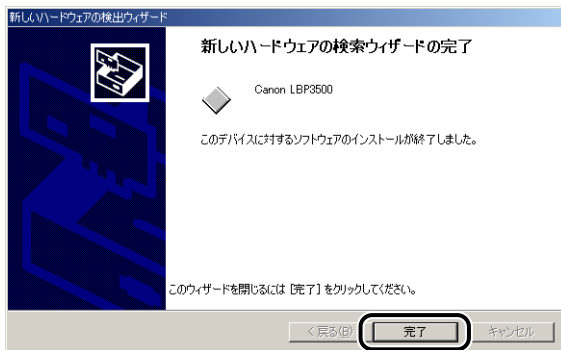 新しいハードウェアの検出ウィザード
新しいハードウェアの検索ウィザードの完了
Canon LBP3500
このデバイスに対するソフトウェアのインストールが終了しました。
このウィザードを閉じるには [完了] をクリックしてください。
< 戻る(B)
完了
キャンセル